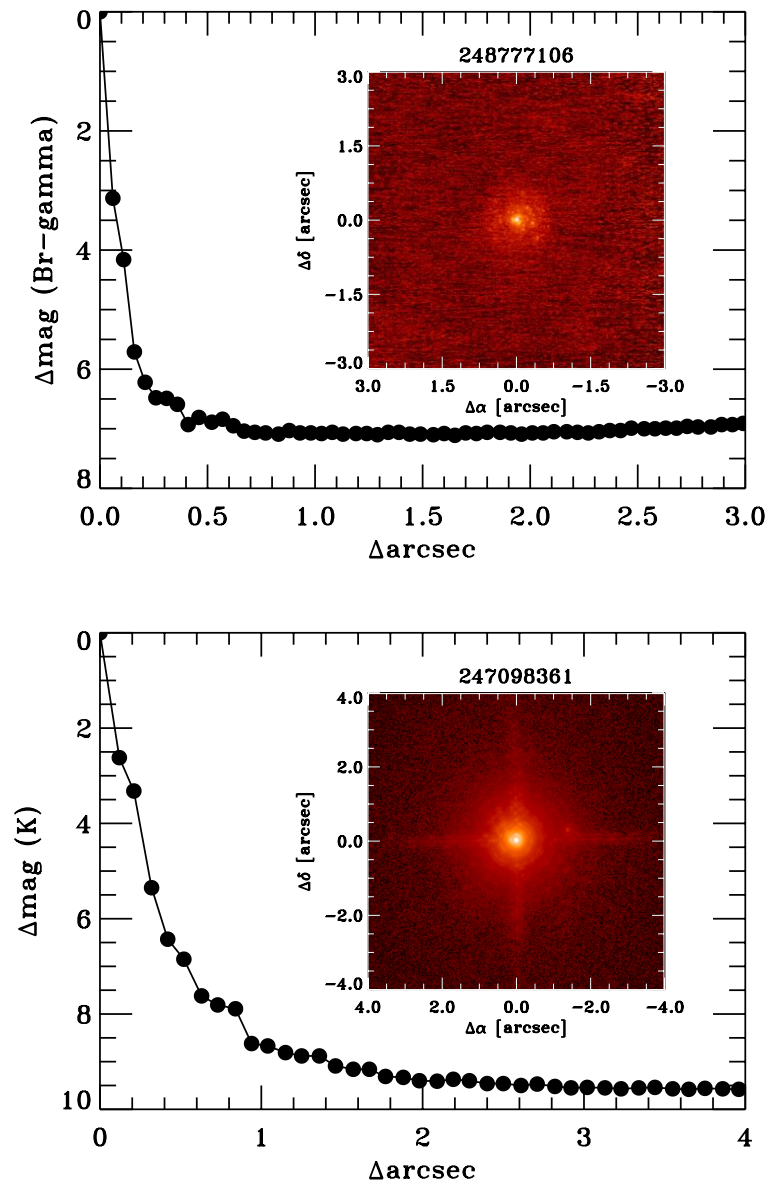 0
248777106
3.0
2
1.5
Δmag (Br-gamma)
Δδ [arcsec]
4
0.0
-1.5
6
-3.0
3.0 1.5 0.0 -1.5 -3.0
Δα [arcsec]
8
0.0 0.5 1.0 1.5 2.0 2.5 3.0
Δarcsec
0
247098361
4.0
2
2.0
Δmag (K)
Δδ [arcsec]
4
0.0
6
-2.0
8
-4.0
4.0 2.0 0.0 -2.0 -4.0
Δα [arcsec]
10
0 1 2 3 4
Δarcsec